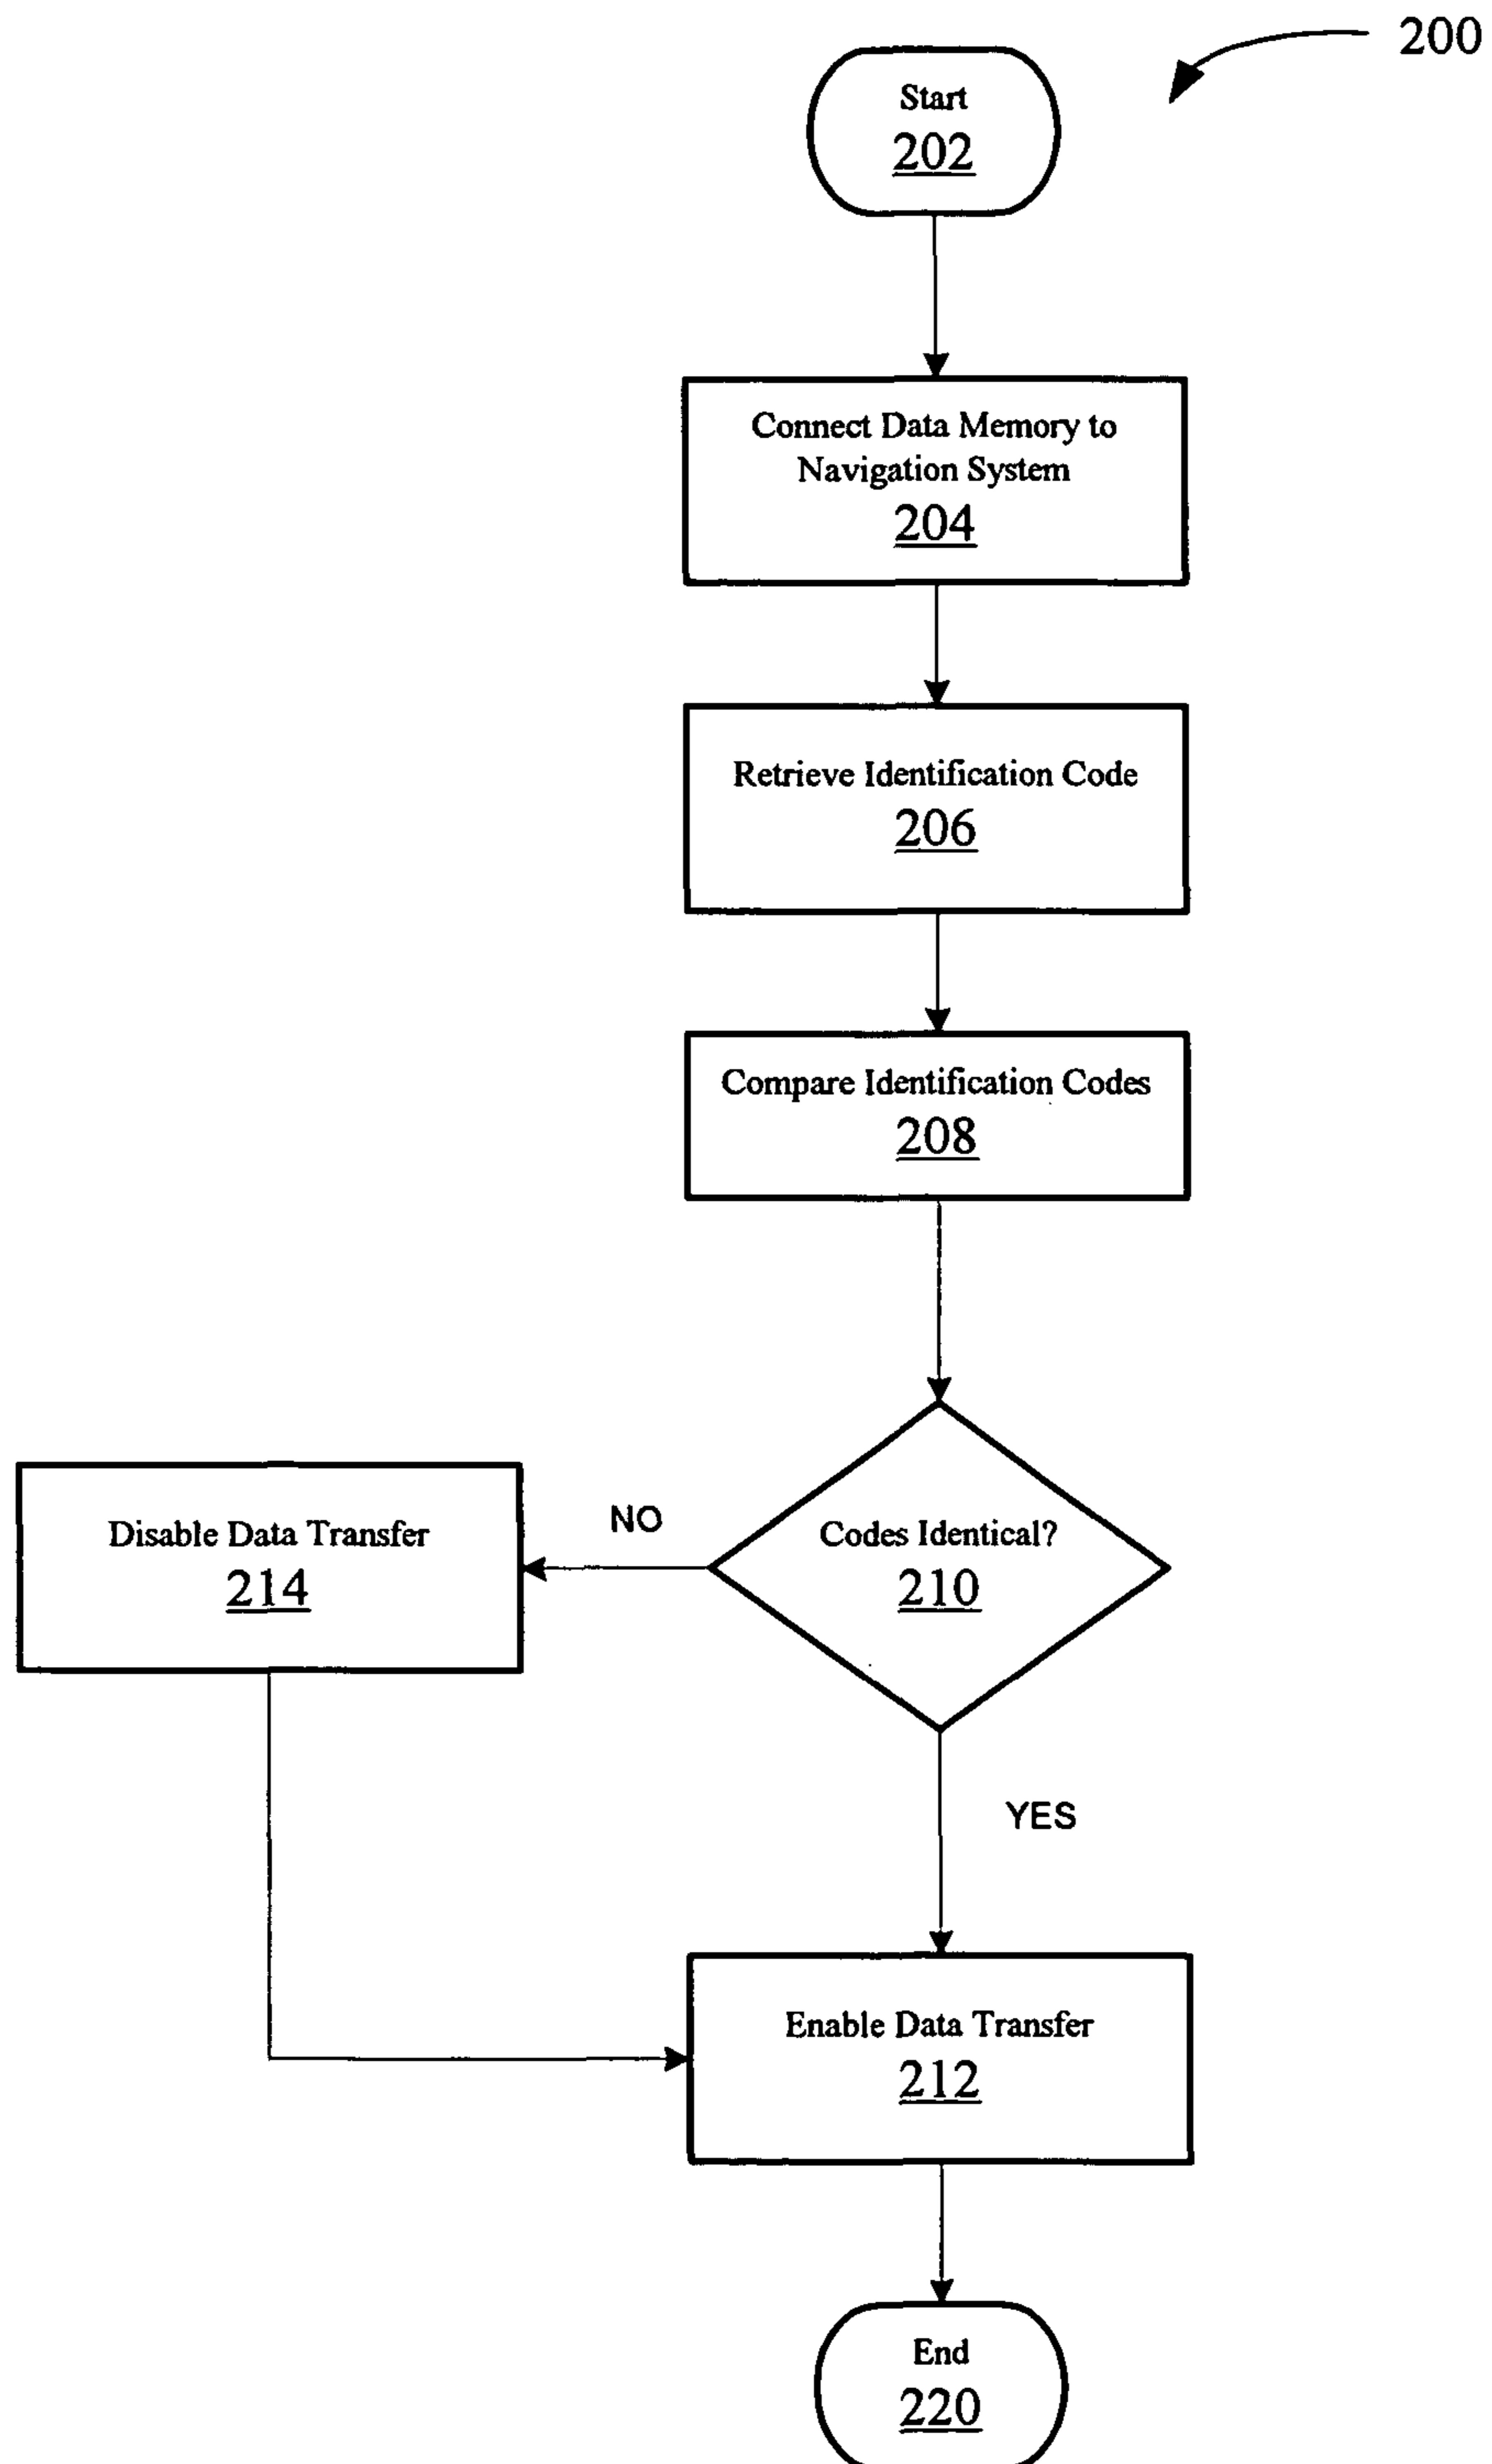 200
Start
202
Connect Data Memory to
Navigation System
204
Retrieve Identification Code
206
Compare Identification Codes
208
Disable Data Transfer
214
NO
Codes Identical?
210
YES
Enable Data Transfer
212
End
220